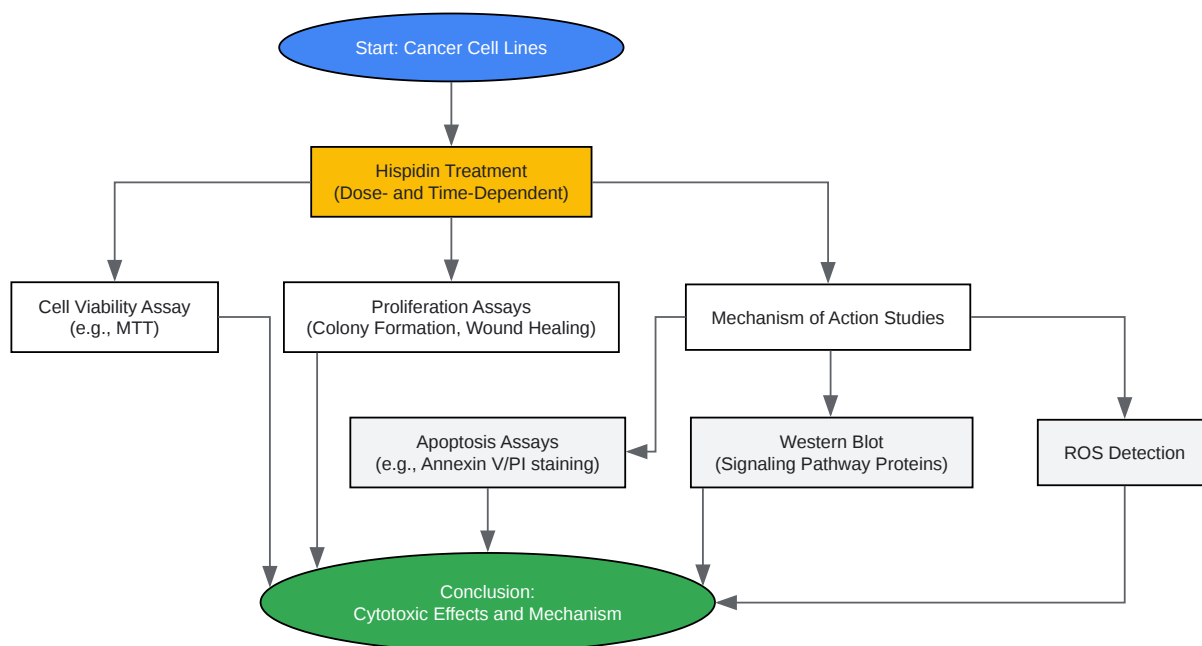 Start: Cancer Cell Lines
Hispidin Treatment
(Dose- and Time-Dependent)
Cell Viability Assay
(e.g., MTT)
Proliferation Assays
(Colony Formation, Wound Healing)
Mechanism of Action Studies
Apoptosis Assays
(e.g., Annexin V/PI staining)
Western Blot
(Signaling Pathway Proteins)
ROS Detection
Conclusion:
Cytotoxic Effects and Mechanism